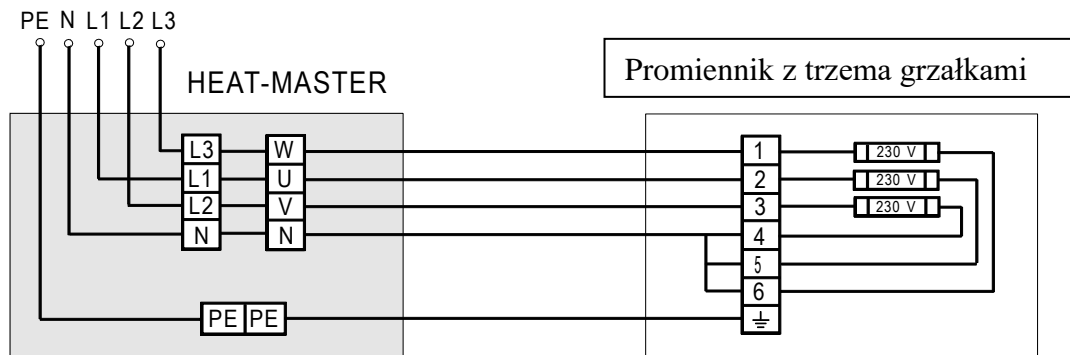 PE N L1 L2 L3
HEAT-MASTER
Promiennik z trzema grzałkami
L3 W 1 230 V
L1 U 2 230 V
L2 V 3 230 V
N N 4
5
6
PE PE